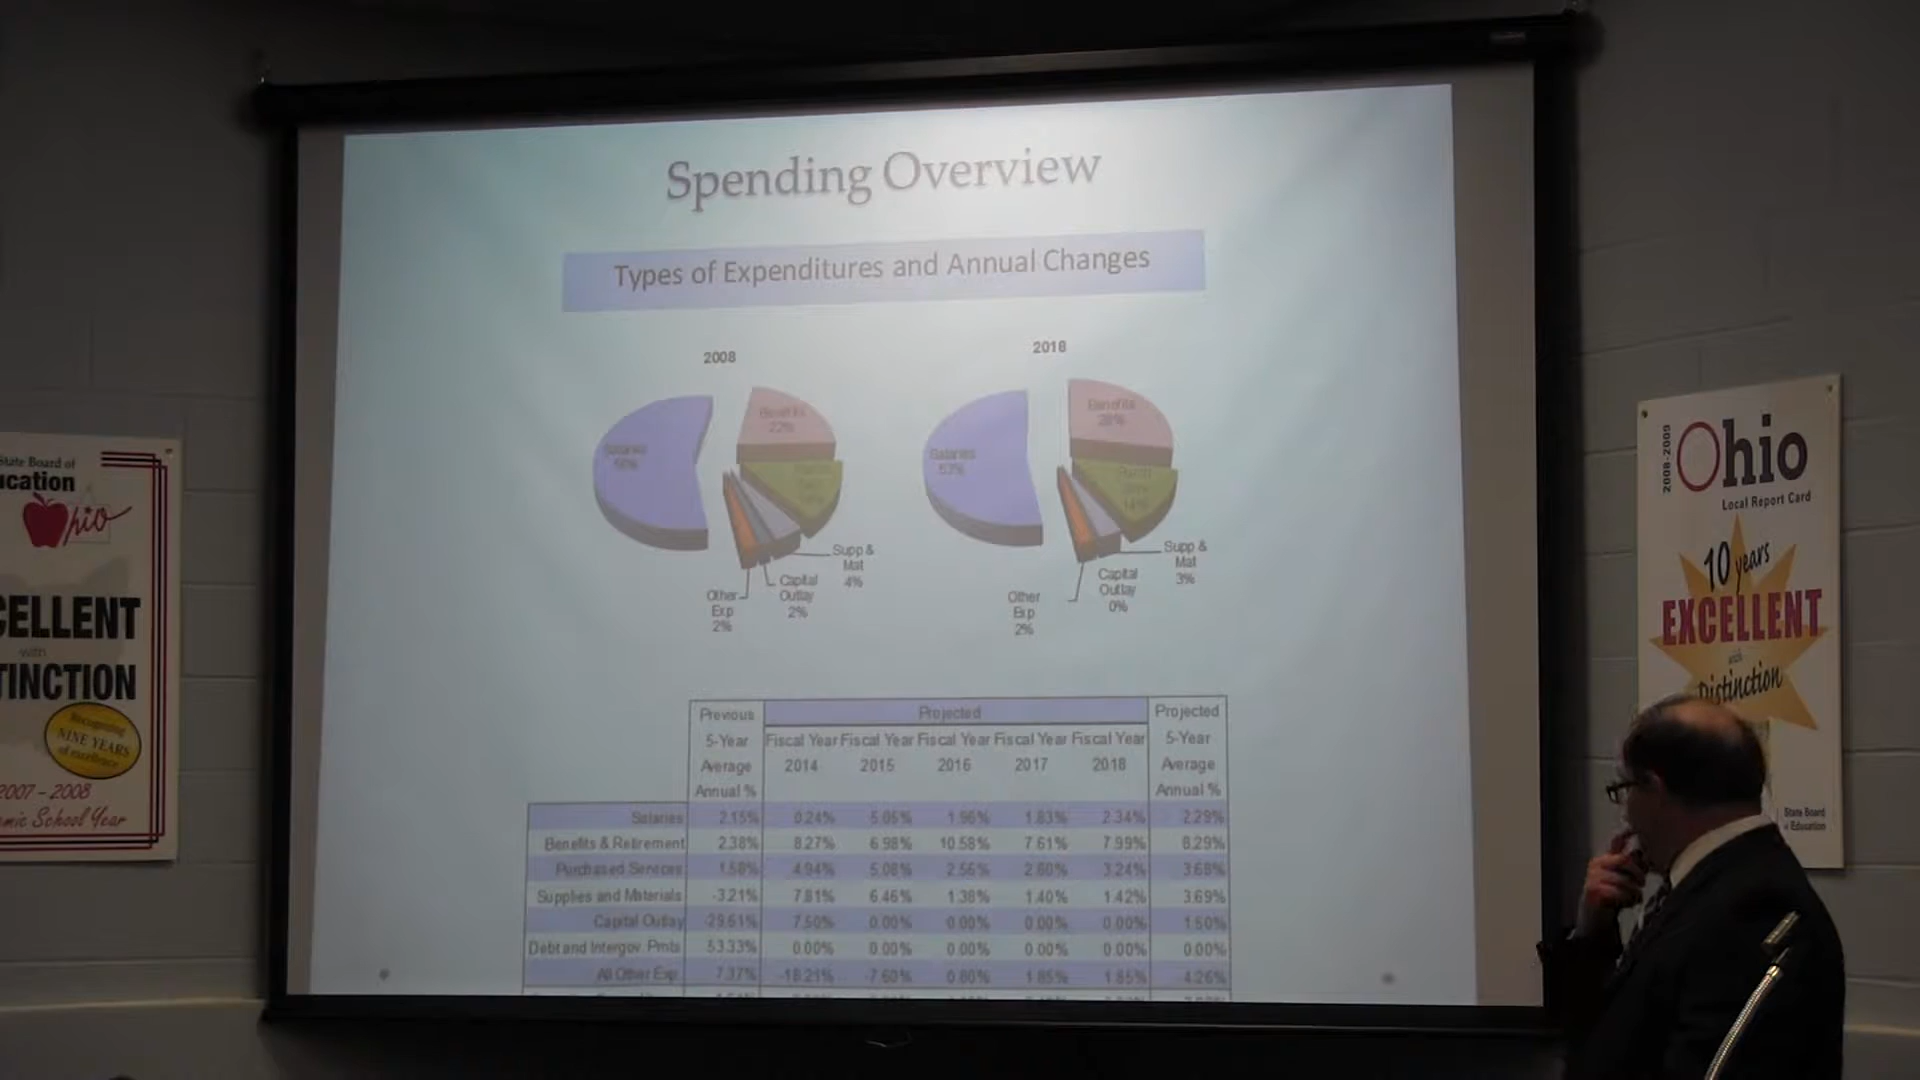 Spending Overview
Types of Expenditures and Annual Changes
2008
2018
Salaries
Benefits
22%
Supp &
Mat
4%
Capital
Outlay
2%
Other
Exp
2%
Salaries
53%
Benefits
28%
14%
Supp &
Mat
3%
Capital
Outlay
0%
Other
Exp
2%
Previous
5-Year
Average
Annual %
Projected
Fiscal Year Fiscal Year Fiscal Year Fiscal Year Fiscal Year
2014 2015 2016 2017 2018
Projected
5-Year
Average
Annual %
Salaries 2.15% 0.24% 5.05% 1.96% 1.83% 2.34% 2.29%
Benefits & Retirement 2.38% 8.27% 6.98% 10.58% 7.61% 7.99% 8.29%
Purchased Services 1.58% 4.94% 5.08% 2.56% 2.60% 3.24% 3.68%
Supplies and Materials -3.21% 7.81% 6.46% 1.38% 1.40% 1.42% 3.69%
Capital Outlay -29.61% 7.50% 0.00% 0.00% 0.00% 0.00% 1.50%
Debt and Intergov. Pmts 53.33% 0.00% 0.00% 0.00% 0.00% 0.00% 0.00%
All Other Exp 7.37% -18.21% -7.60% 0.80% 1.85% 1.85% 4.26%
State Board of
ucation
Ohio
CELLENT
with
TINCTION
Recognizing
NINE YEARS
of excellence
2007 - 2008
mic School Year
2008-2009
Ohio
Local Report Card
10 years
EXCELLENT
with
Distinction
State Board
of Education